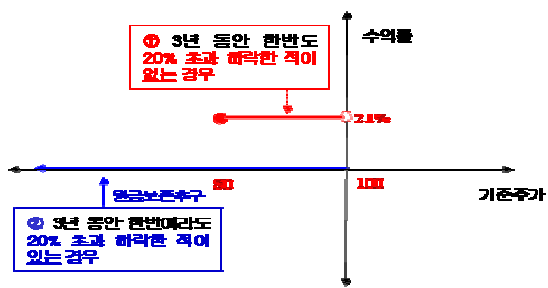 ① 3년 동안 한번도
20% 초과 하락한 적이
없는 경우
수익률
2.1%
80
100
기준주가
원금보존추구
② 3년 동안 한번이라도
20% 초과 하락한 적이
있는 경우